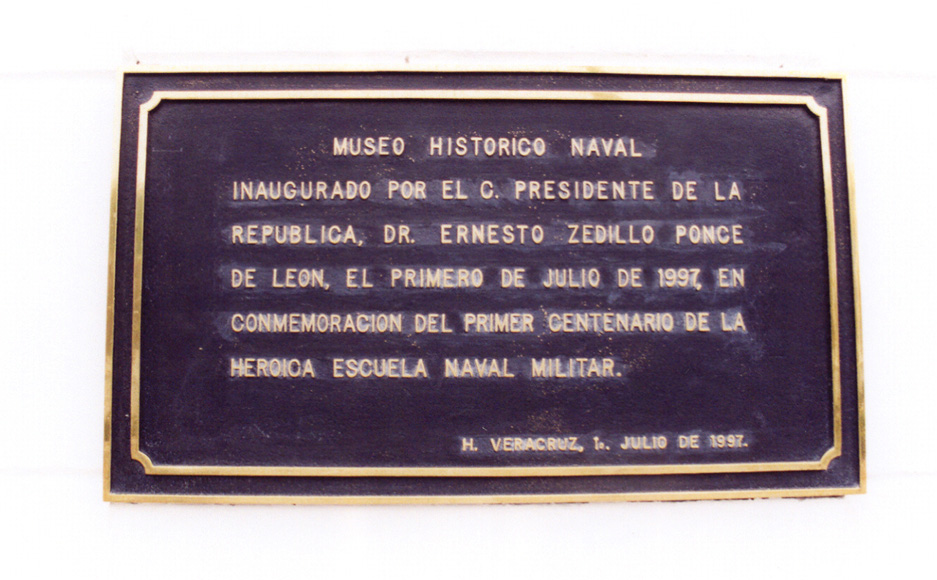 MUSEO HISTORICO NAVAL
INAUGURADO POR EL C. PRESIDENTE DE LA
REPUBLICA, DR. ERNESTO ZEDILLO PONCE
DE LEON, EL PRIMERO DE JULIO DE 1997, EN
CONMEMORACION DEL PRIMER CENTENARIO DE LA
HEROICA ESCUELA NAVAL MILITAR.
H. VERACRUZ, 1o. JULIO DE 1997.